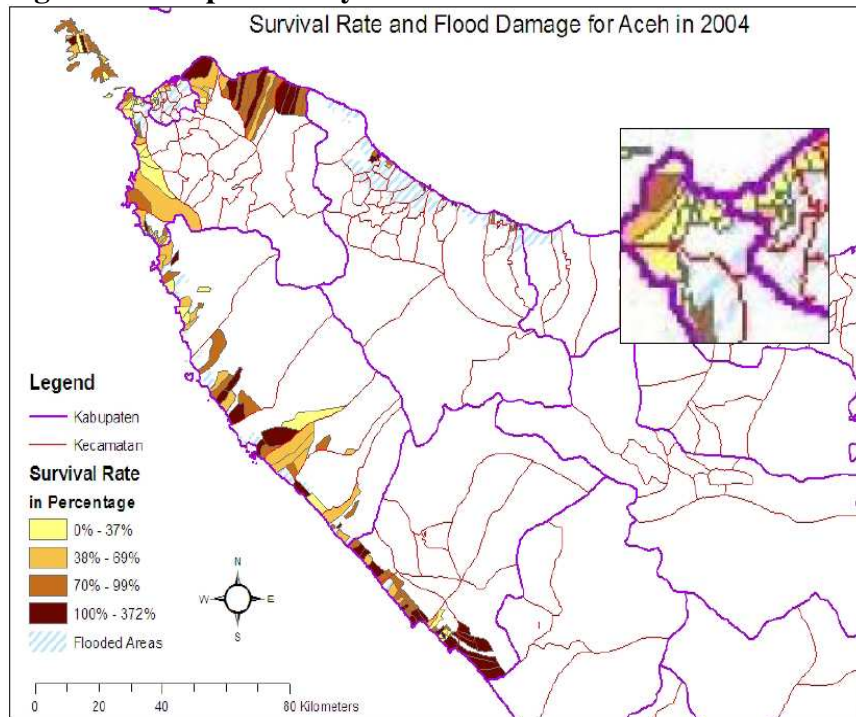 Survival Rate and Flood Damage for Aceh in 2004
Legend
Kabupaten
Kecamatan
Survival Rate
in Percentage
0% - 37%
38% - 69%
70% - 99%
100% - 372%
Flooded Areas
N
W E
S
0 20 40 80 Kilometers